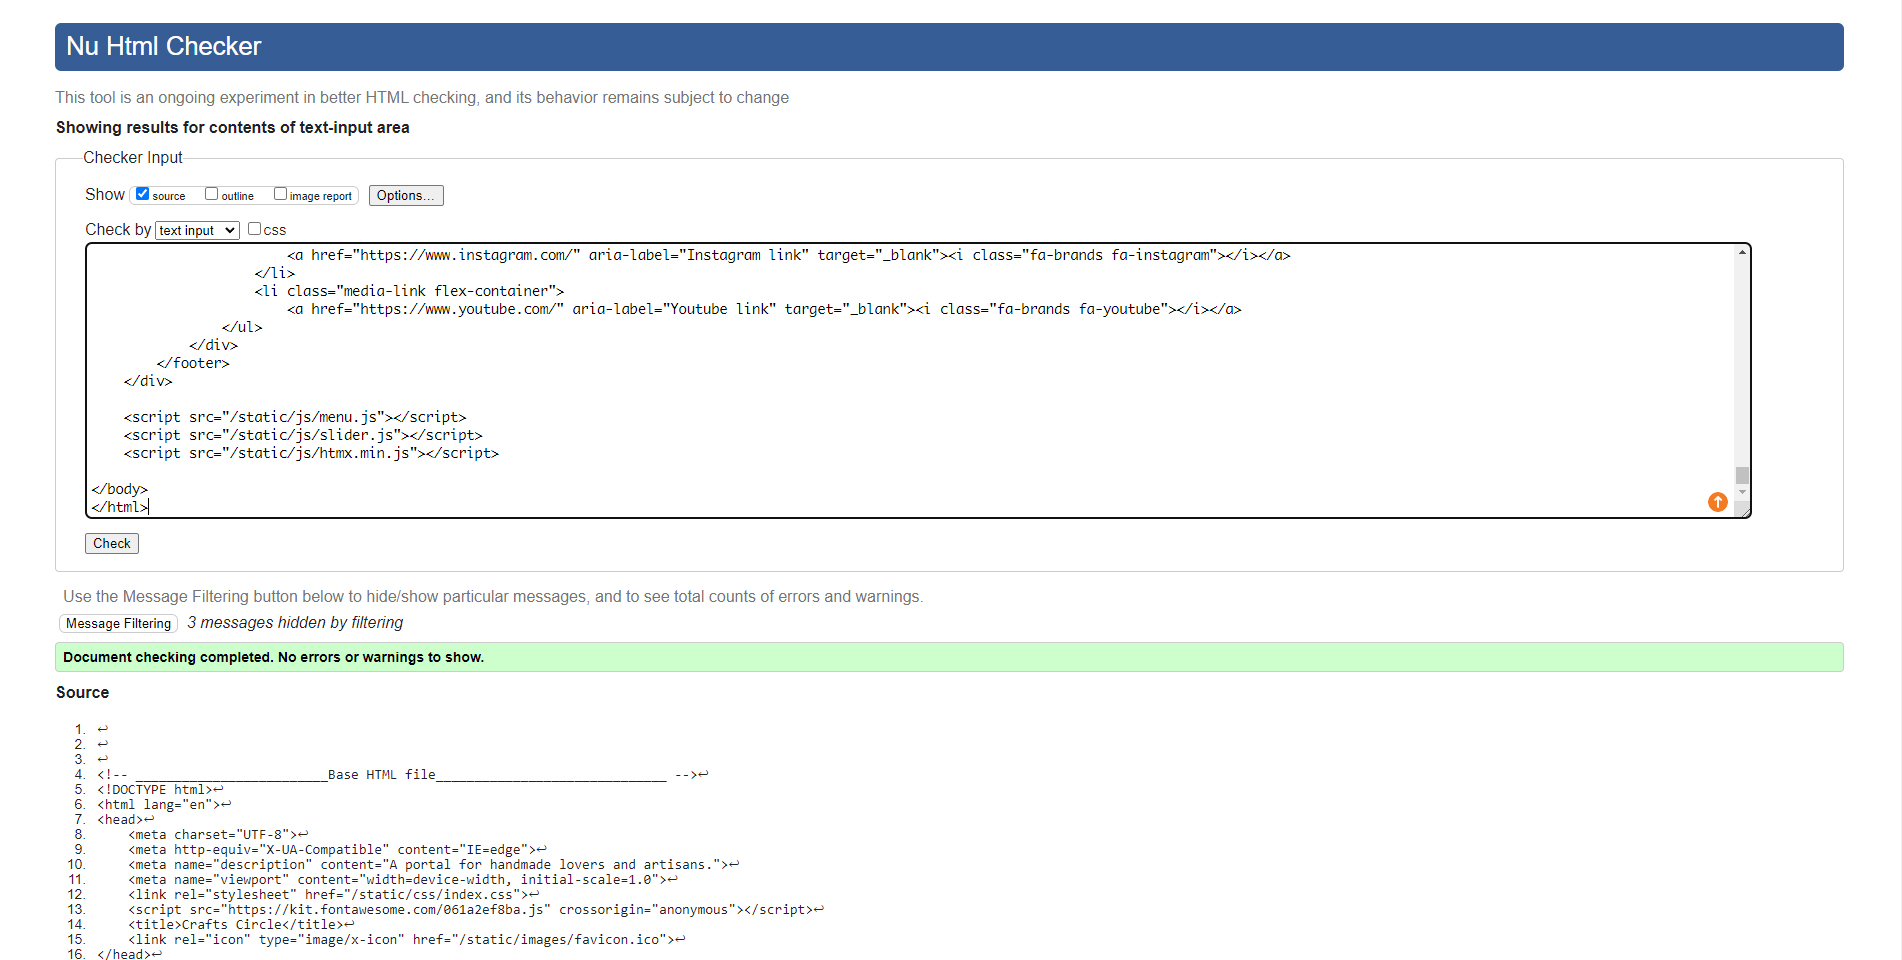 Nu Html Checker
This tool is an ongoing experiment in better HTML checking, and its behavior remains subject to change
Showing results for contents of text-input area
Checker Input
Show source outline image report Options...
Check by text input css
<a href="https://www.instagram.com/" aria-label="Instagram link" target="_blank"><i class="fa-brands fa-instagram"></i></a>
</li>
<li class="media-link flex-container">
<a href="https://www.youtube.com/" aria-label="Youtube link" target="_blank"><i class="fa-brands fa-youtube"></i></a>
</ul>
</div>
</footer>
</div>
<script src="/static/js/menu.js"></script>
<script src="/static/js/slider.js"></script>
<script src="/static/js/htmx.min.js"></script>
</body>
</html>
Check
Use the Message Filtering button below to hide/show particular messages, and to see total counts of errors and warnings.
Message Filtering 3 messages hidden by filtering
Document checking completed. No errors or warnings to show.
Source
1. ↩
2. ↩
3. ↩
4. <!-- _________________________Base HTML file______________________________ -->↩
5. <!DOCTYPE html>↩
6. <html lang="en">↩
7. <head>↩
8. <meta charset="UTF-8">↩
9. <meta http-equiv="X-UA-Compatible" content="IE=edge">↩
10. <meta name="description" content="A portal for handmade lovers and artisans.">↩
11. <meta name="viewport" content="width=device-width, initial-scale=1.0">↩
12. <link rel="stylesheet" href="/static/css/index.css">↩
13. <script src="https://kit.fontawesome.com/061a2ef8ba.js" crossorigin="anonymous"></script>↩
14. <title>Crafts Circle</title>↩
15. <link rel="icon" type="image/x-icon" href="/static/images/favicon.ico">↩
16. </head>↩